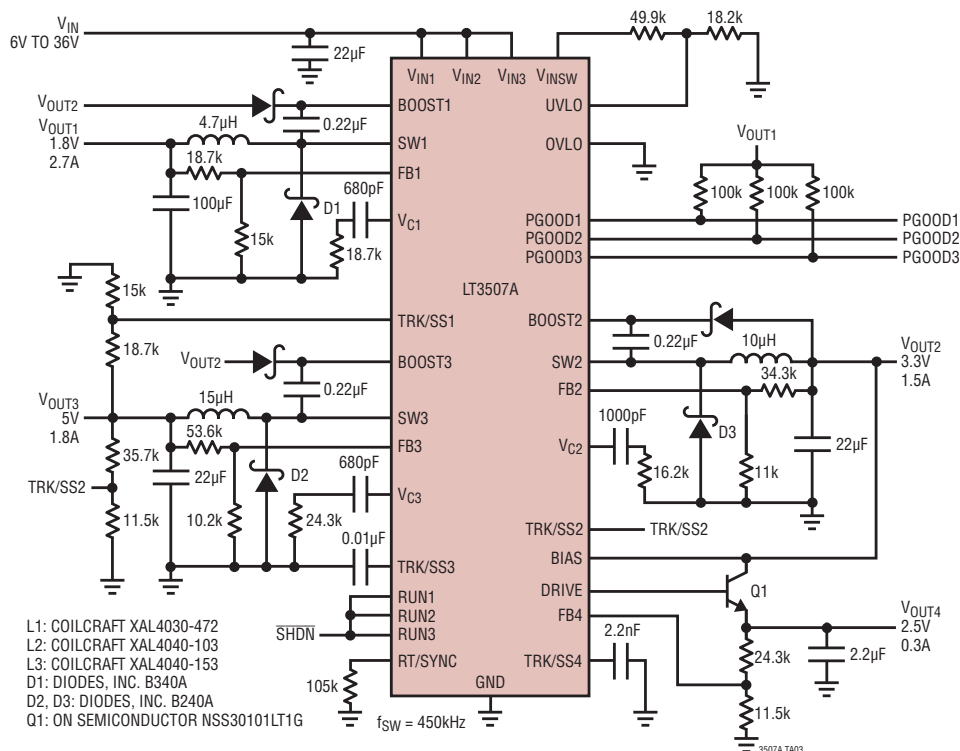 VIN
6V TO 36V
22µF
49.9k
18.2k
VIN1
VIN2
VIN3
VINSW
VOUT2
BOOST1
UVLO
0.22µF
VOUT1
1.8V
2.7A
4.7µH
SW1
OVLO
VOUT1
18.7k
FB1
100k
100k
100k
100µF
15k
D1
680pF
VC1
18.7k
PGOOD1
PGOOD1
PGOOD2
PGOOD2
PGOOD3
PGOOD3
LT3507A
15k
TRK/SS1
BOOST2
18.7k
VOUT2
BOOST3
0.22µF
0.22µF
SW2
10µH
VOUT2
3.3V
1.5A
VOUT3
5V
1.8A
15µH
SW3
FB2
34.3k
53.6k
FB3
1000pF
D3
22µF
35.7k
22µF
D2
680pF
VC2
16.2k
11k
TRK/SS2
VC3
11.5k
10.2k
24.3k
0.01µF
TRK/SS2
TRK/SS2
TRK/SS3
BIAS
RUN1
RUN2
RUN3
SHDN
DRIVE
Q1
FB4
VOUT4
2.5V
0.3A
RT/SYNC
105k
TRK/SS4
2.2nF
24.3k
2.2µF
11.5k
GND
fSW = 450kHz
L1: COILCRAFT XAL4030-472
L2: COILCRAFT XAL4040-103
L3: COILCRAFT XAL4040-153
D1: DIODES, INC. B340A
D2, D3: DIODES, INC. B240A
Q1: ON SEMICONDUCTOR NSS30101LT1G
3507A TA03